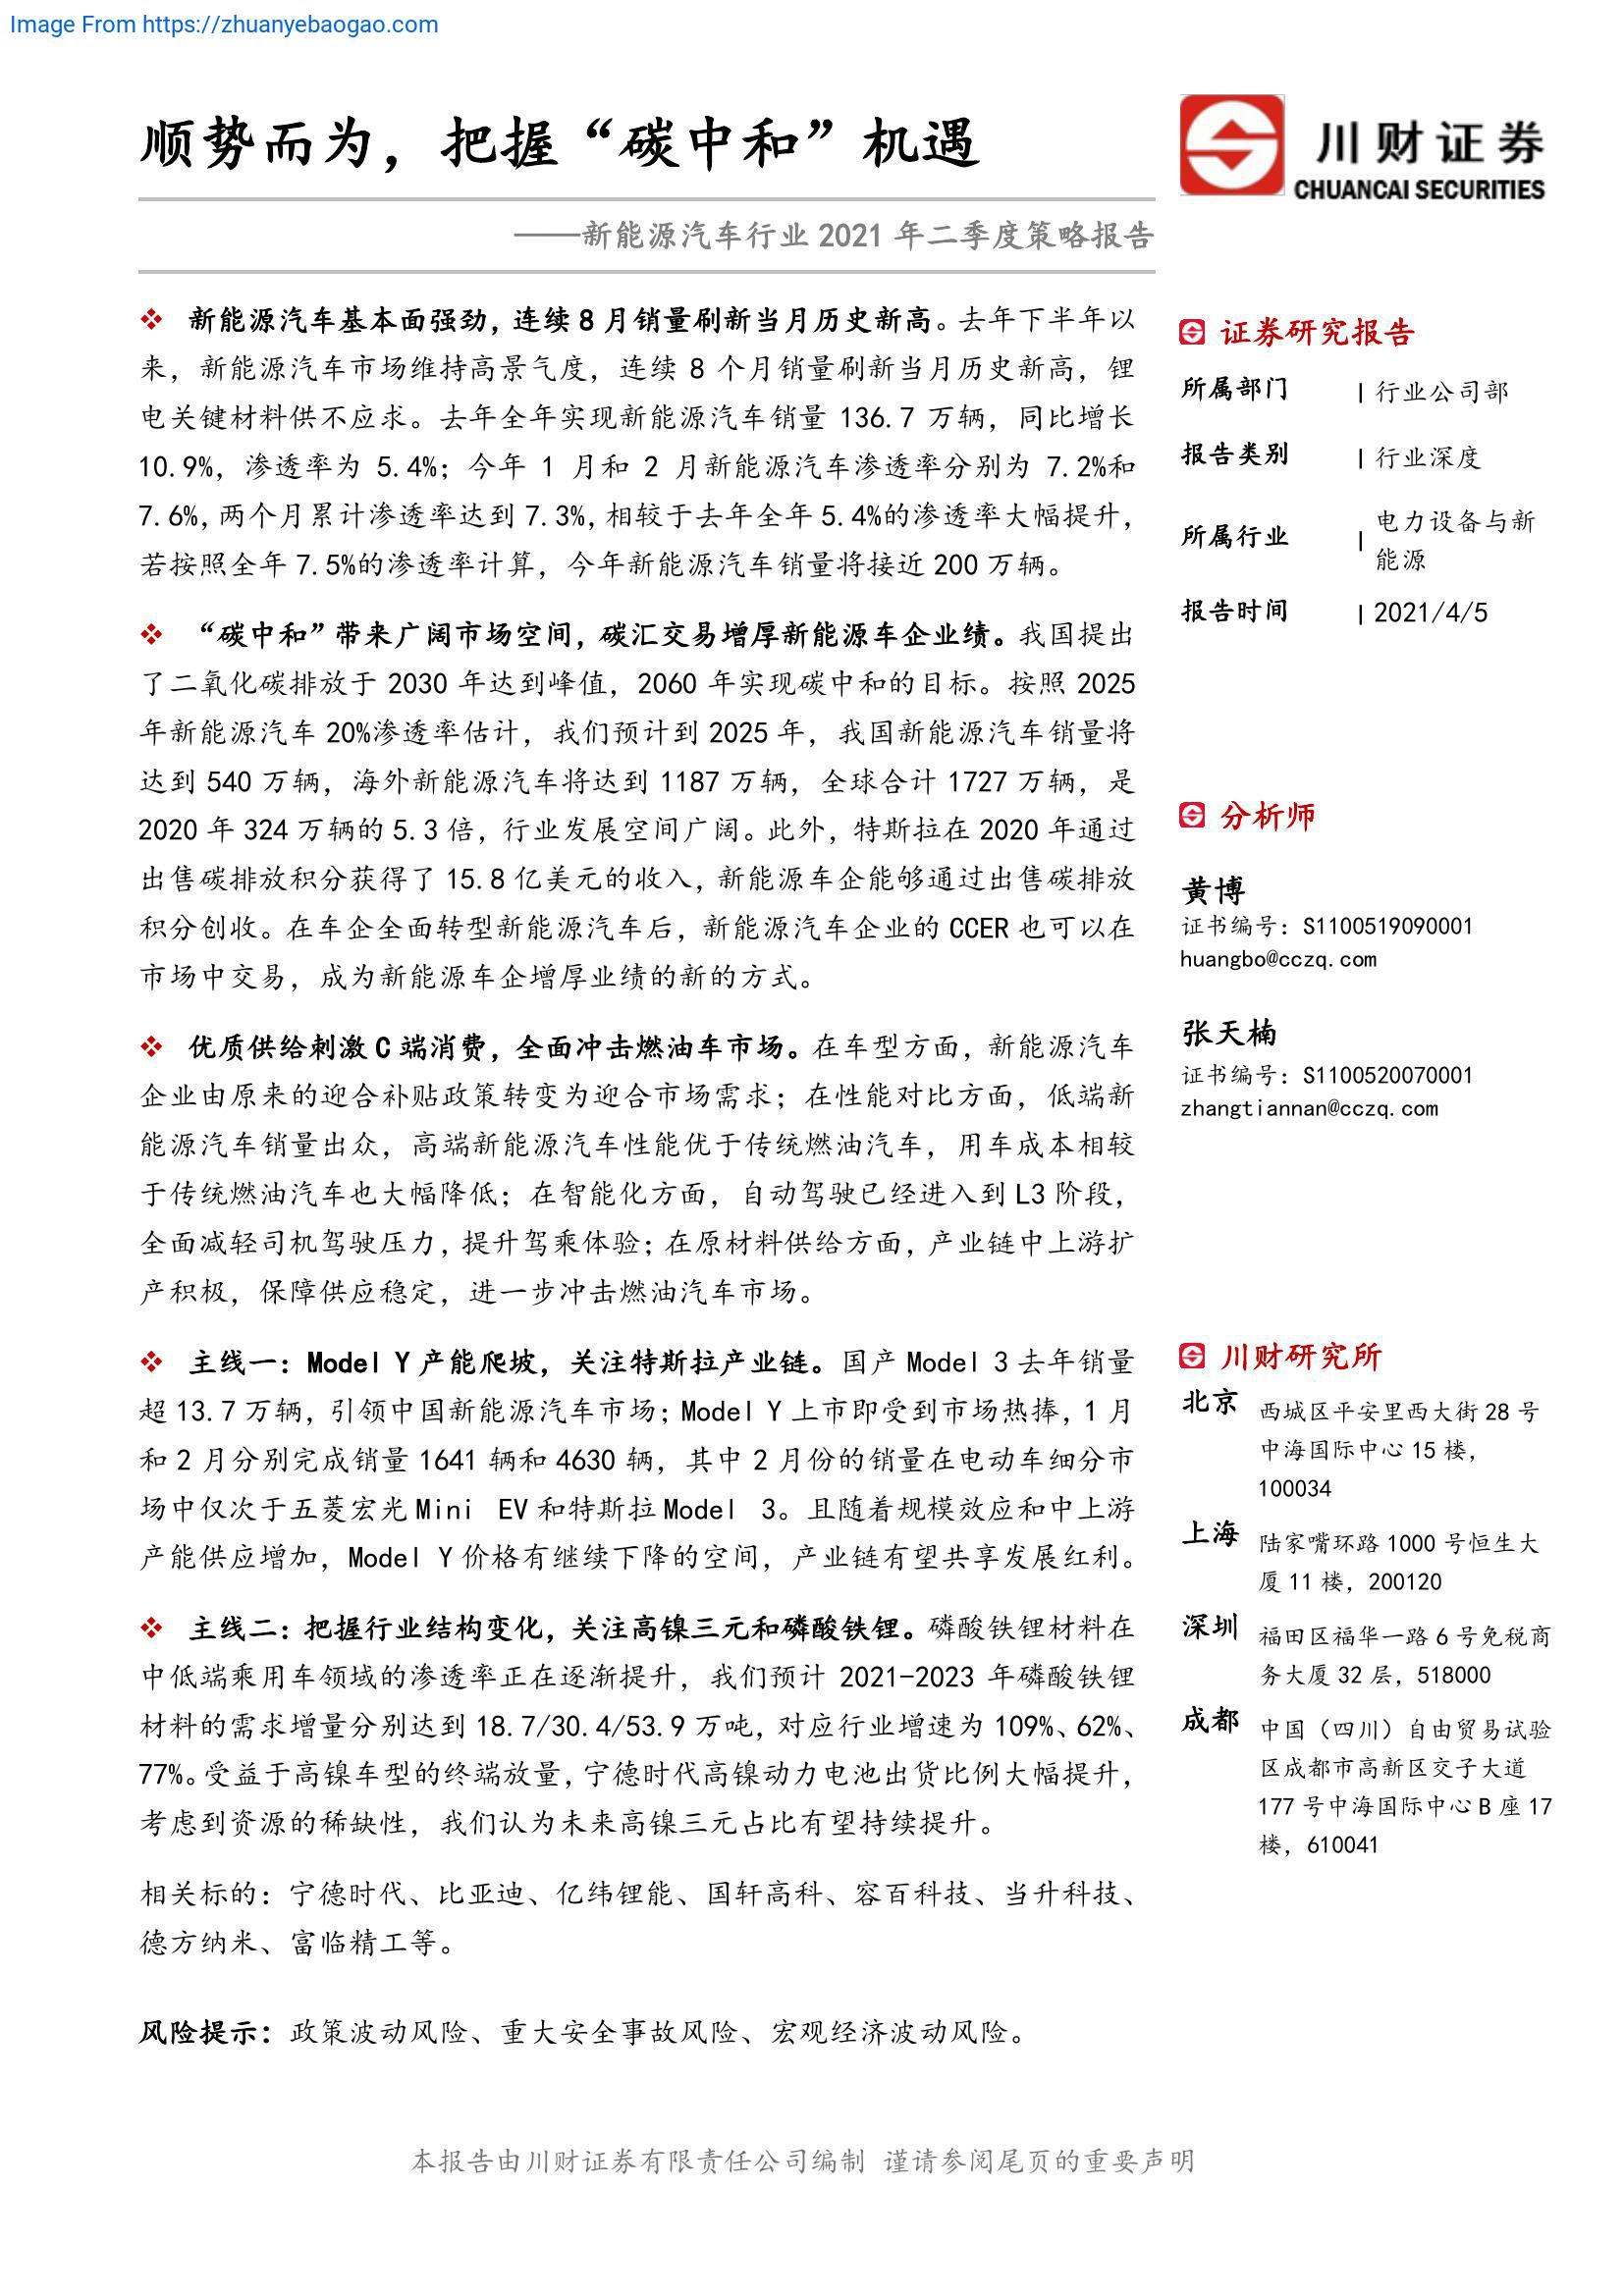 Image From https://zhuanyebaogao.com
顺势而为，把握“碳中和”机遇
川财证券
CHUANCAI SECURITIES
——新能源汽车行业 2021 年二季度策略报告
❖ 新能源汽车基本面强劲，连续 8 月销量刷新当月历史新高。去年下半年以
来，新能源汽车市场维持高景气度，连续 8 个月销量刷新当月历史新高，锂
电关键材料供不应求。去年全年实现新能源汽车销量 136.7 万辆，同比增长
10.9%，渗透率为 5.4%；今年 1 月和 2 月新能源汽车渗透率分别为 7.2%和
7.6%，两个月累计渗透率达到 7.3%，相较于去年全年 5.4%的渗透率大幅提升，
若按照全年 7.5%的渗透率计算，今年新能源汽车销量将接近 200 万辆。
❖ “碳中和”带来广阔市场空间，碳汇交易增厚新能源车企业绩。我国提出
了二氧化碳排放于 2030 年达到峰值，2060 年实现碳中和的目标。按照 2025
年新能源汽车 20%渗透率估计，我们预计到 2025 年，我国新能源汽车销量将
达到 540 万辆，海外新能源汽车将达到 1187 万辆，全球合计 1727 万辆，是
2020 年 324 万辆的 5.3 倍，行业发展空间广阔。此外，特斯拉在 2020 年通过
出售碳排放积分获得了 15.8 亿美元的收入，新能源车企能够通过出售碳排放
积分创收。在车企全面转型新能源汽车后，新能源汽车企业的 CCER 也可以在
市场中交易，成为新能源车企增厚业绩的新的方式。
❖ 优质供给刺激 C 端消费，全面冲击燃油车市场。在车型方面，新能源汽车
企业由原来的迎合补贴政策转变为迎合市场需求；在性能对比方面，低端新
能源汽车销量出众，高端新能源汽车性能优于传统燃油汽车，用车成本相较
于传统燃油汽车也大幅降低；在智能化方面，自动驾驶已经进入到 L3 阶段，
全面减轻司机驾驶压力，提升驾乘体验；在原材料供给方面，产业链中上游扩
产积极，保障供应稳定，进一步冲击燃油汽车市场。
❖ 主线一：Model Y 产能爬坡，关注特斯拉产业链。国产 Model 3 去年销量
超 13.7 万辆，引领中国新能源汽车市场；Model Y 上市即受到市场热捧，1 月
和 2 月分别完成销量 1641 辆和 4630 辆，其中 2 月份的销量在电动车细分市
场中仅次于五菱宏光 Mini EV 和特斯拉 Model 3。且随着规模效应和中上游
产能供应增加，Model Y 价格有继续下降的空间，产业链有望共享发展红利。
❖ 主线二：把握行业结构变化，关注高镍三元和磷酸铁锂。磷酸铁锂材料在
中低端乘用车领域的渗透率正在逐渐提升，我们预计 2021-2023 年磷酸铁锂
材料的需求增量分别达到 18.7/30.4/53.9 万吨，对应行业增速为 109%、62%、
77%。受益于高镍车型的终端放量，宁德时代高镍动力电池出货比例大幅提升，
考虑到资源的稀缺性，我们认为未来高镍三元占比有望持续提升。
相关标的：宁德时代、比亚迪、亿纬锂能、国轩高科、容百科技、当升科技、
德方纳米、富临精工等。
风险提示：政策波动风险、重大安全事故风险、宏观经济波动风险。
证券研究报告
所属部门 | 行业公司部
报告类别 | 行业深度
所属行业 | 电力设备与新
能源
报告时间 | 2021/4/5
分析师
黄博
证书编号：S1100519090001
huangbo@cczq.com
张天楠
证书编号：S1100520070001
zhangtiannan@cczq.com
川财研究所
北京 西城区平安里西大街 28 号
中海国际中心 15 楼，
100034
上海 陆家嘴环路 1000 号恒生大
厦 11 楼，200120
深圳 福田区福华一路 6 号免税商
务大厦 32 层，518000
成都 中国（四川）自由贸易试验
区成都市高新区交子大道
177 号中海国际中心 B 座 17
楼，610041
本报告由川财证券有限责任公司编制 谨请参阅尾页的重要声明